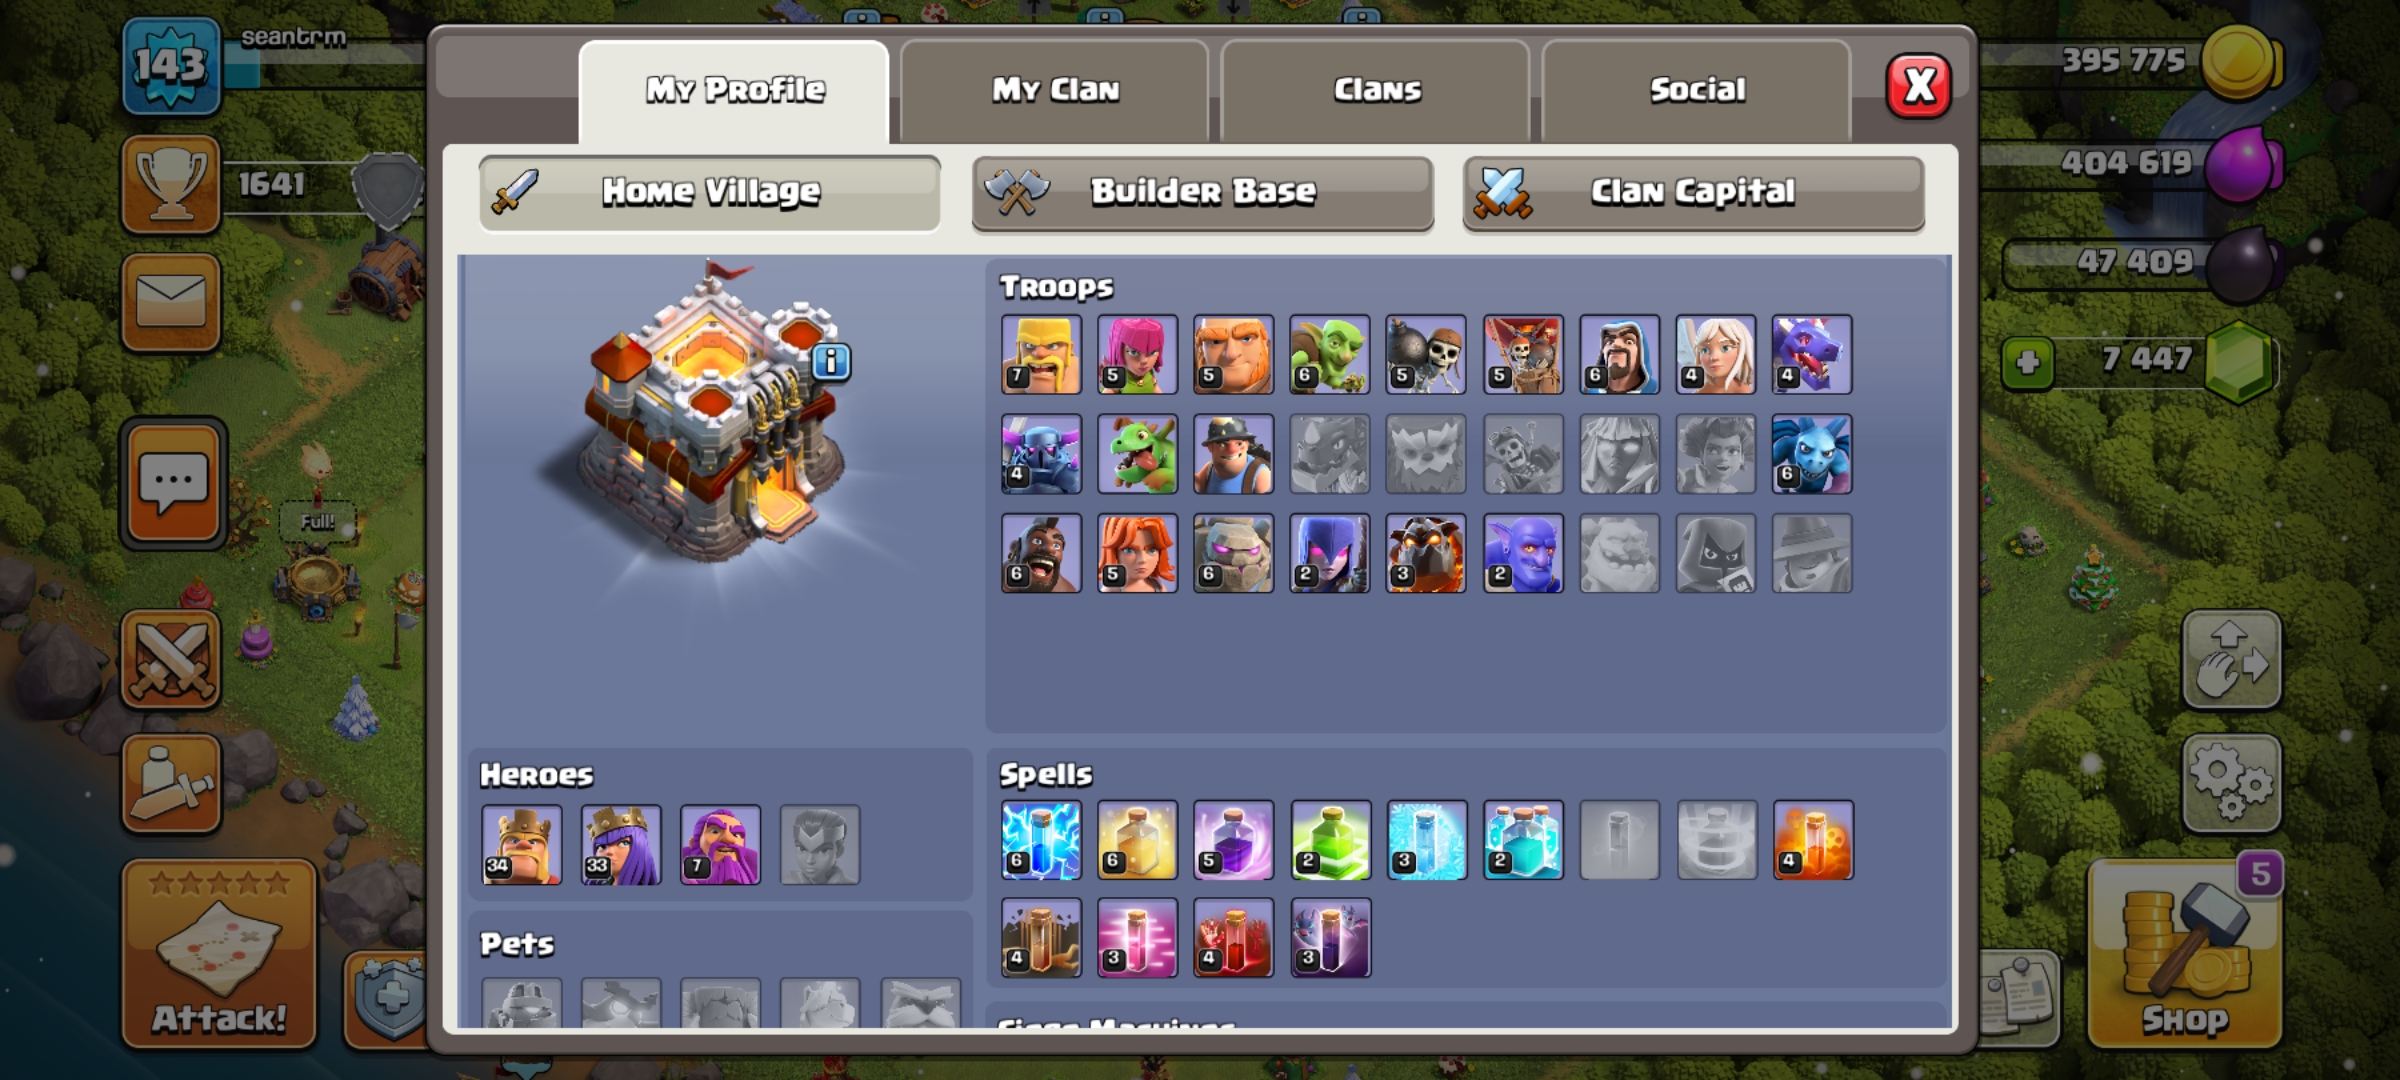 143
seantrm
My Profile
My Clan
Clans
Social
X
395 775
1641
Home Village
Builder Base
Clan Capital
404 619
47 409
7 447
Full!
Troops
7 5 5 6 5 5 6 4 4
4 6
6 5 6 2 3 2
Heroes
34 33 7
Spells
6 6 5 2 3 2 4
4 3 4 3
Pets
Siege Machines
Attack!
5
Shop